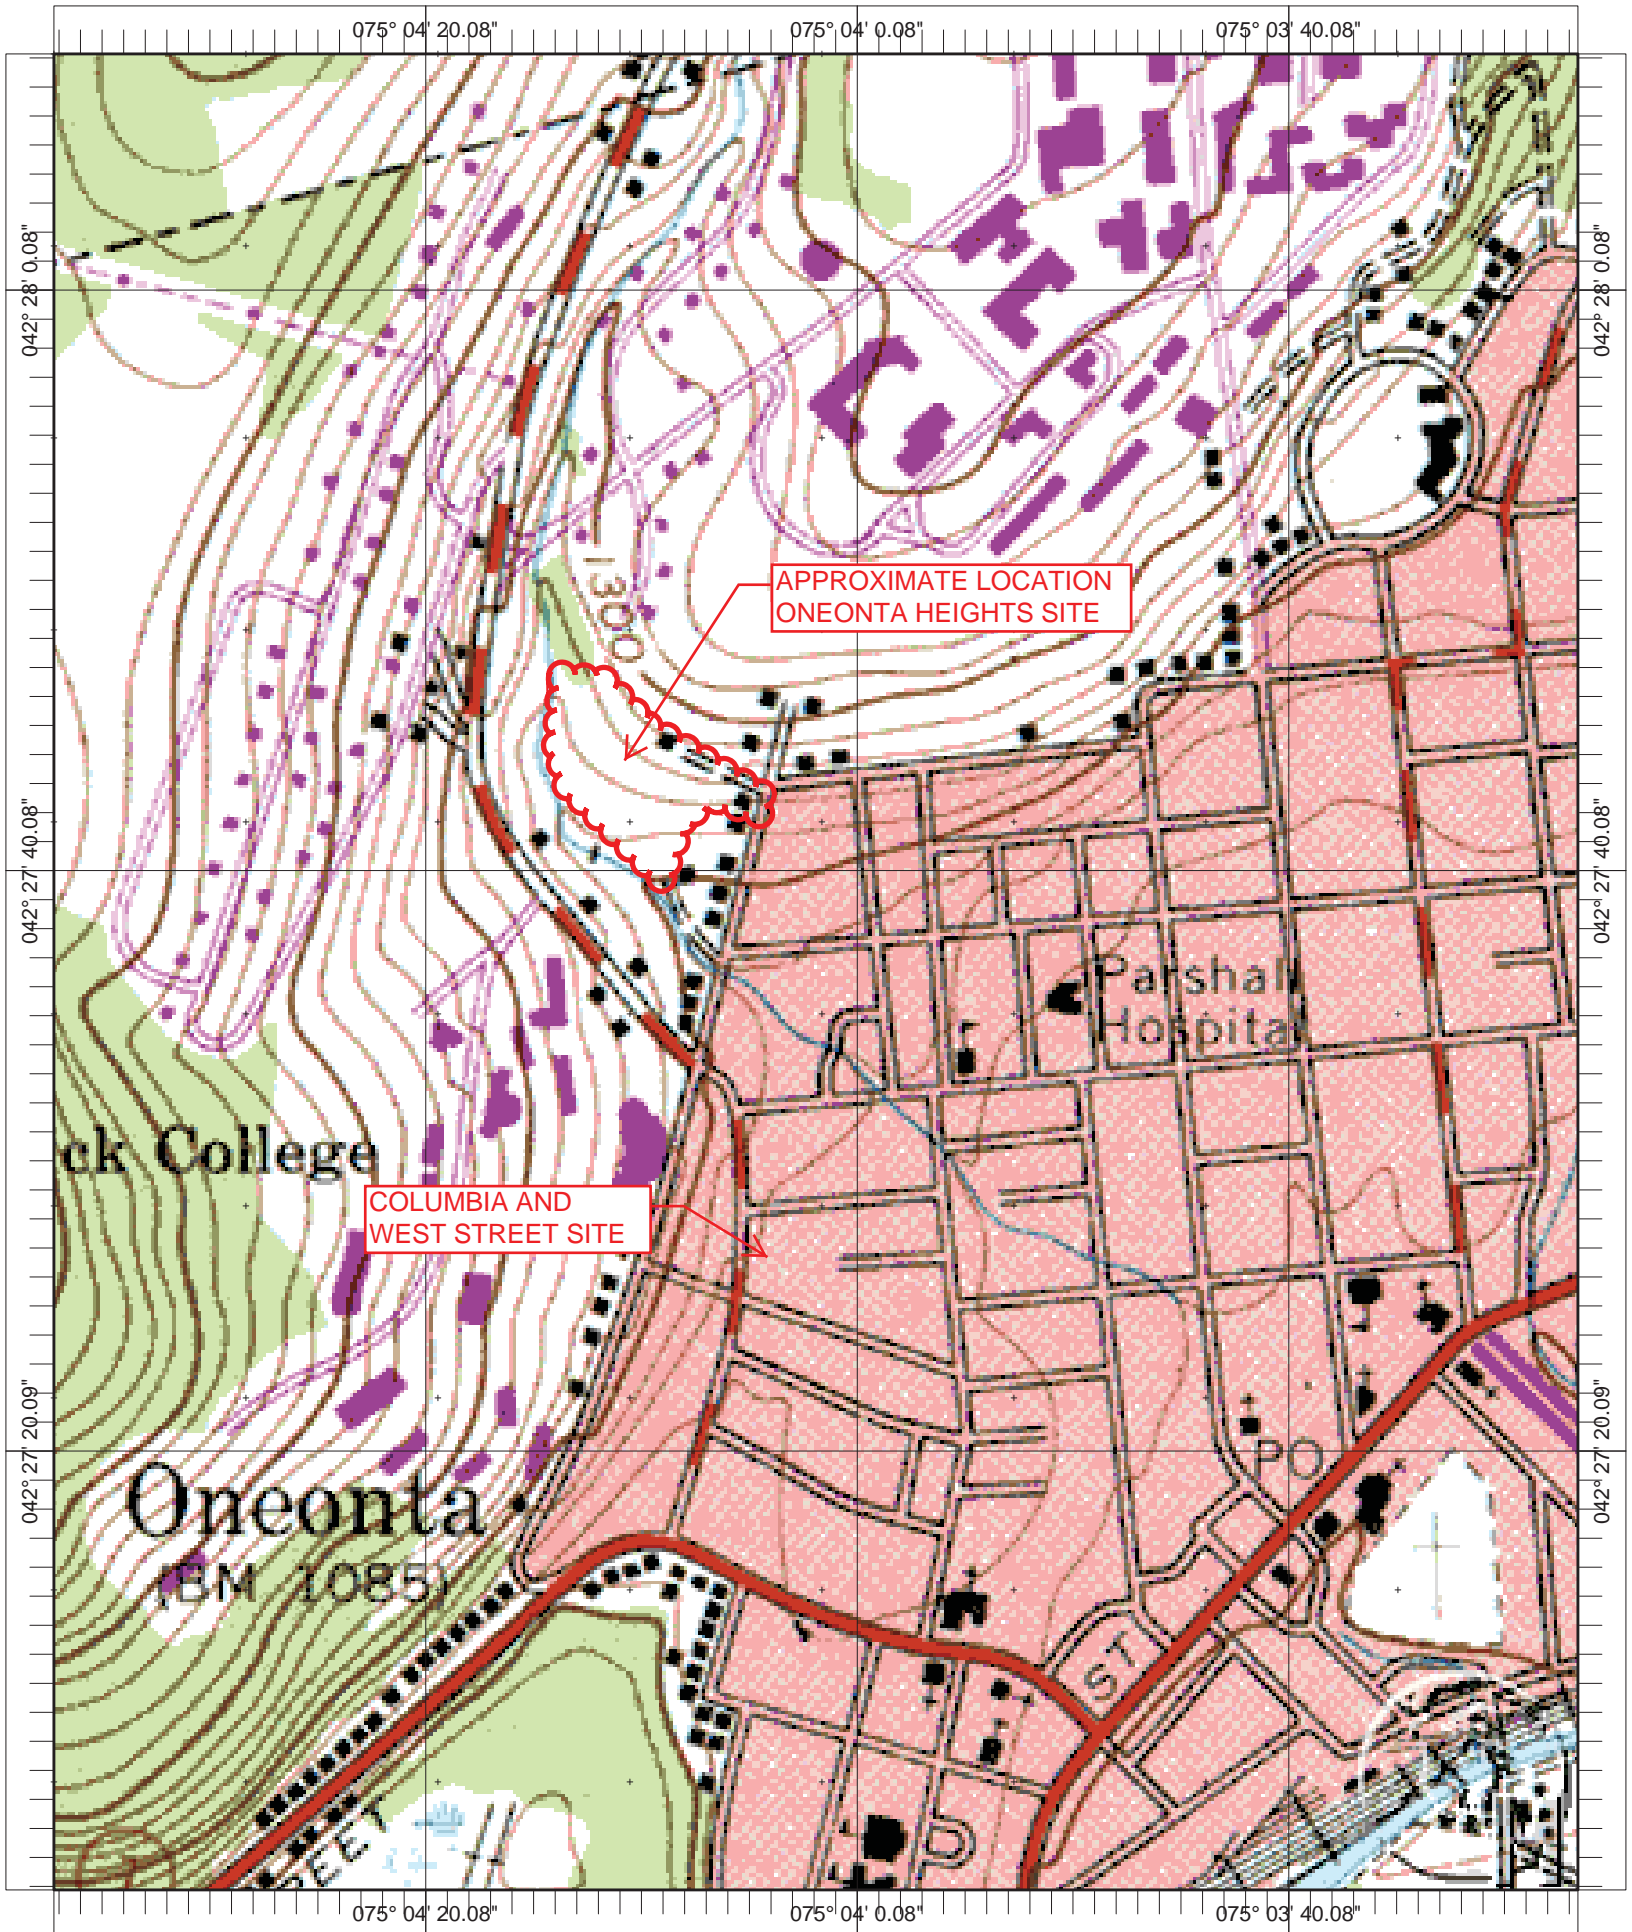 075° 04' 20.08"
075° 04' 0.08"
075° 03' 40.08"
042° 28' 0.08"
042° 28' 0.08"
1300
APPROXIMATE LOCATION
ONEONTA HEIGHTS SITE
042° 27' 40.08"
042° 27' 40.08"
Parshall
Hospital
ck College
COLUMBIA AND
WEST STREET SITE
042° 27' 20.09"
042° 27' 20.09"
PO
Oneonta
(BM 1085)
ST
REET
075° 04' 20.08"
075° 04' 0.08"
075° 03' 40.08"